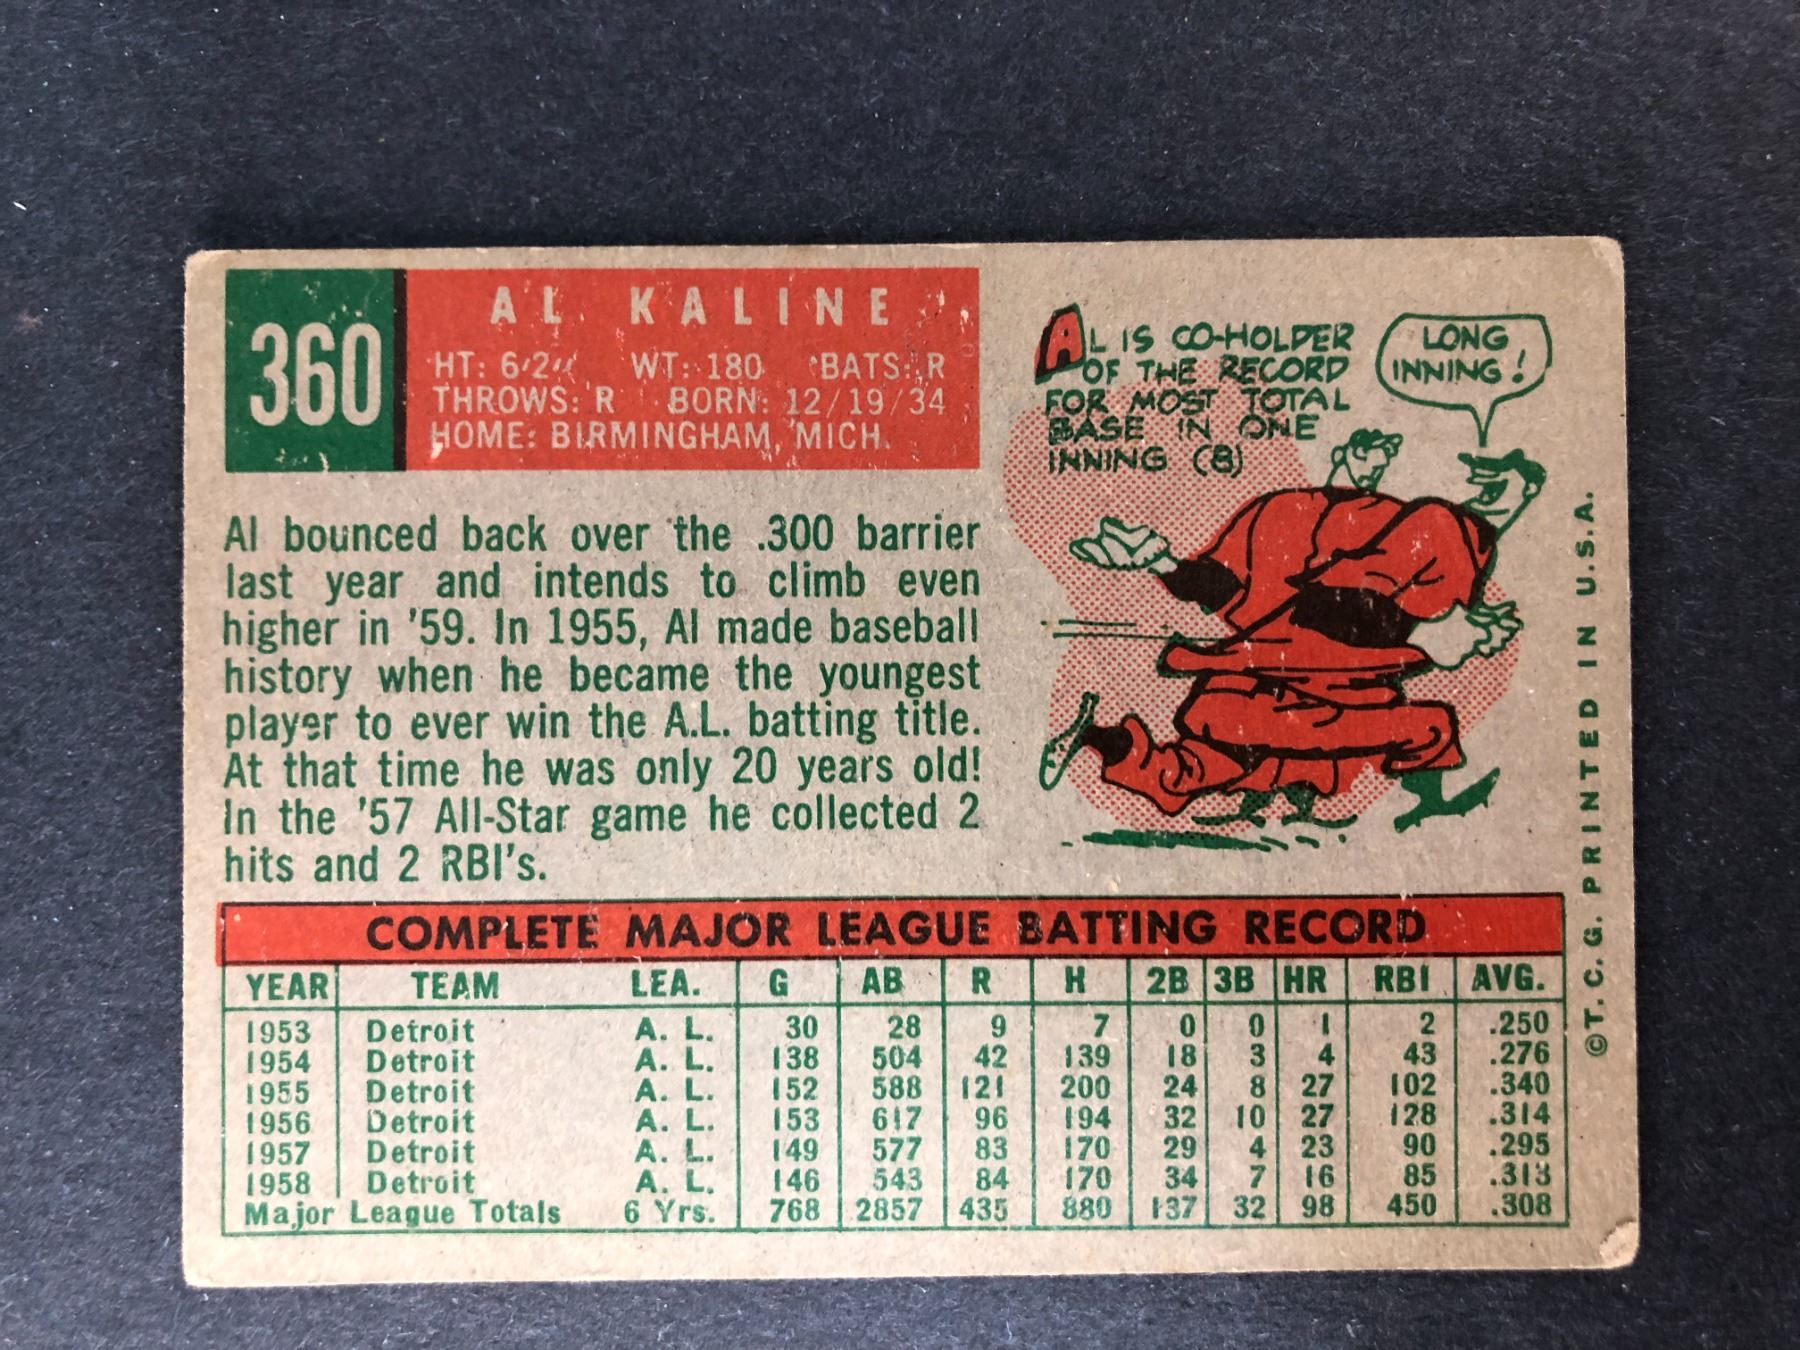 360
AL KALINE
HT: 6'2" WT: 180 BATS: R
THROWS: R BORN: 12/19/34
HOME: BIRMINGHAM, MICH.
AL IS CO-HOLDER
OF THE RECORD
FOR MOST TOTAL
BASE IN ONE
INNING (8)
LONG
INNING!
Al bounced back over the .300 barrier
last year and intends to climb even
higher in '59. In 1955, Al made baseball
history when he became the youngest
player to ever win the A.L. batting title.
At that time he was only 20 years old!
In the '57 All-Star game he collected 2
hits and 2 RBI's.
COMPLETE MAJOR LEAGUE BATTING RECORD
YEAR TEAM LEA. G AB R H 2B 3B HR RBI AVG.
1953 Detroit A. L. 30 28 9 7 0 0 1 2 .250
1954 Detroit A. L. 138 504 42 139 18 3 4 43 .276
1955 Detroit A. L. 152 588 121 200 24 8 27 102 .340
1956 Detroit A. L. 153 617 96 194 32 10 27 128 .314
1957 Detroit A. L. 149 577 83 170 29 4 23 90 .295
1958 Detroit A. L. 146 543 84 170 34 7 16 85 .313
Major League Totals 6 Yrs. 768 2857 435 880 137 32 98 450 .308
© T. C. G. PRINTED IN U.S.A.